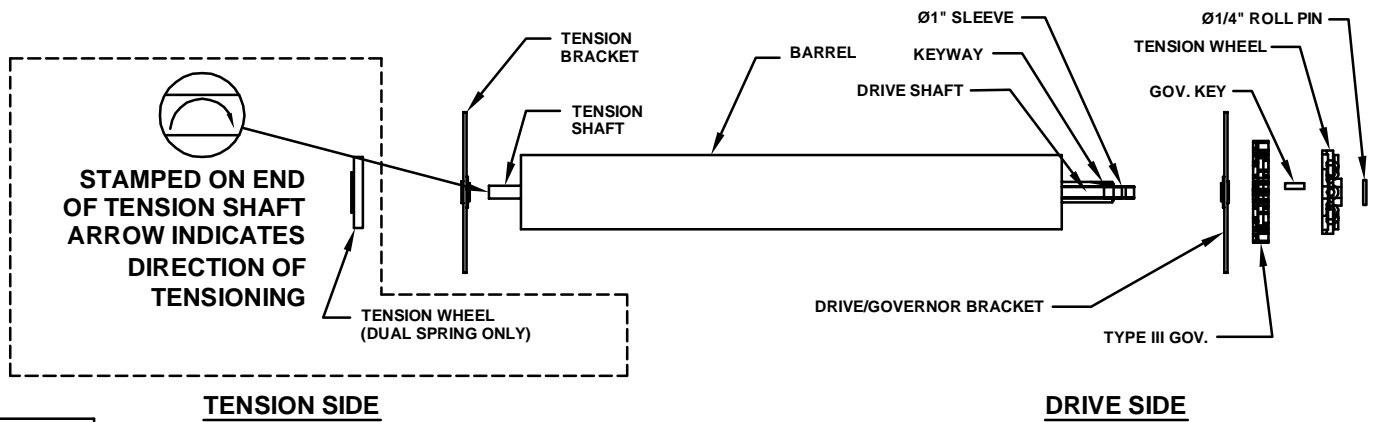 TENSION
BRACKET
TENSION
SHAFT
BARREL
Ø1" SLEEVE
KEYWAY
DRIVE SHAFT
Ø1/4" ROLL PIN
TENSION WHEEL
GOV. KEY
STAMPED ON END
OF TENSION SHAFT
ARROW INDICATES
DIRECTION OF
TENSIONING
TENSION WHEEL
(DUAL SPRING ONLY)
DRIVE/GOVERNOR BRACKET
TYPE III GOV.
TENSION SIDE
DRIVE SIDE